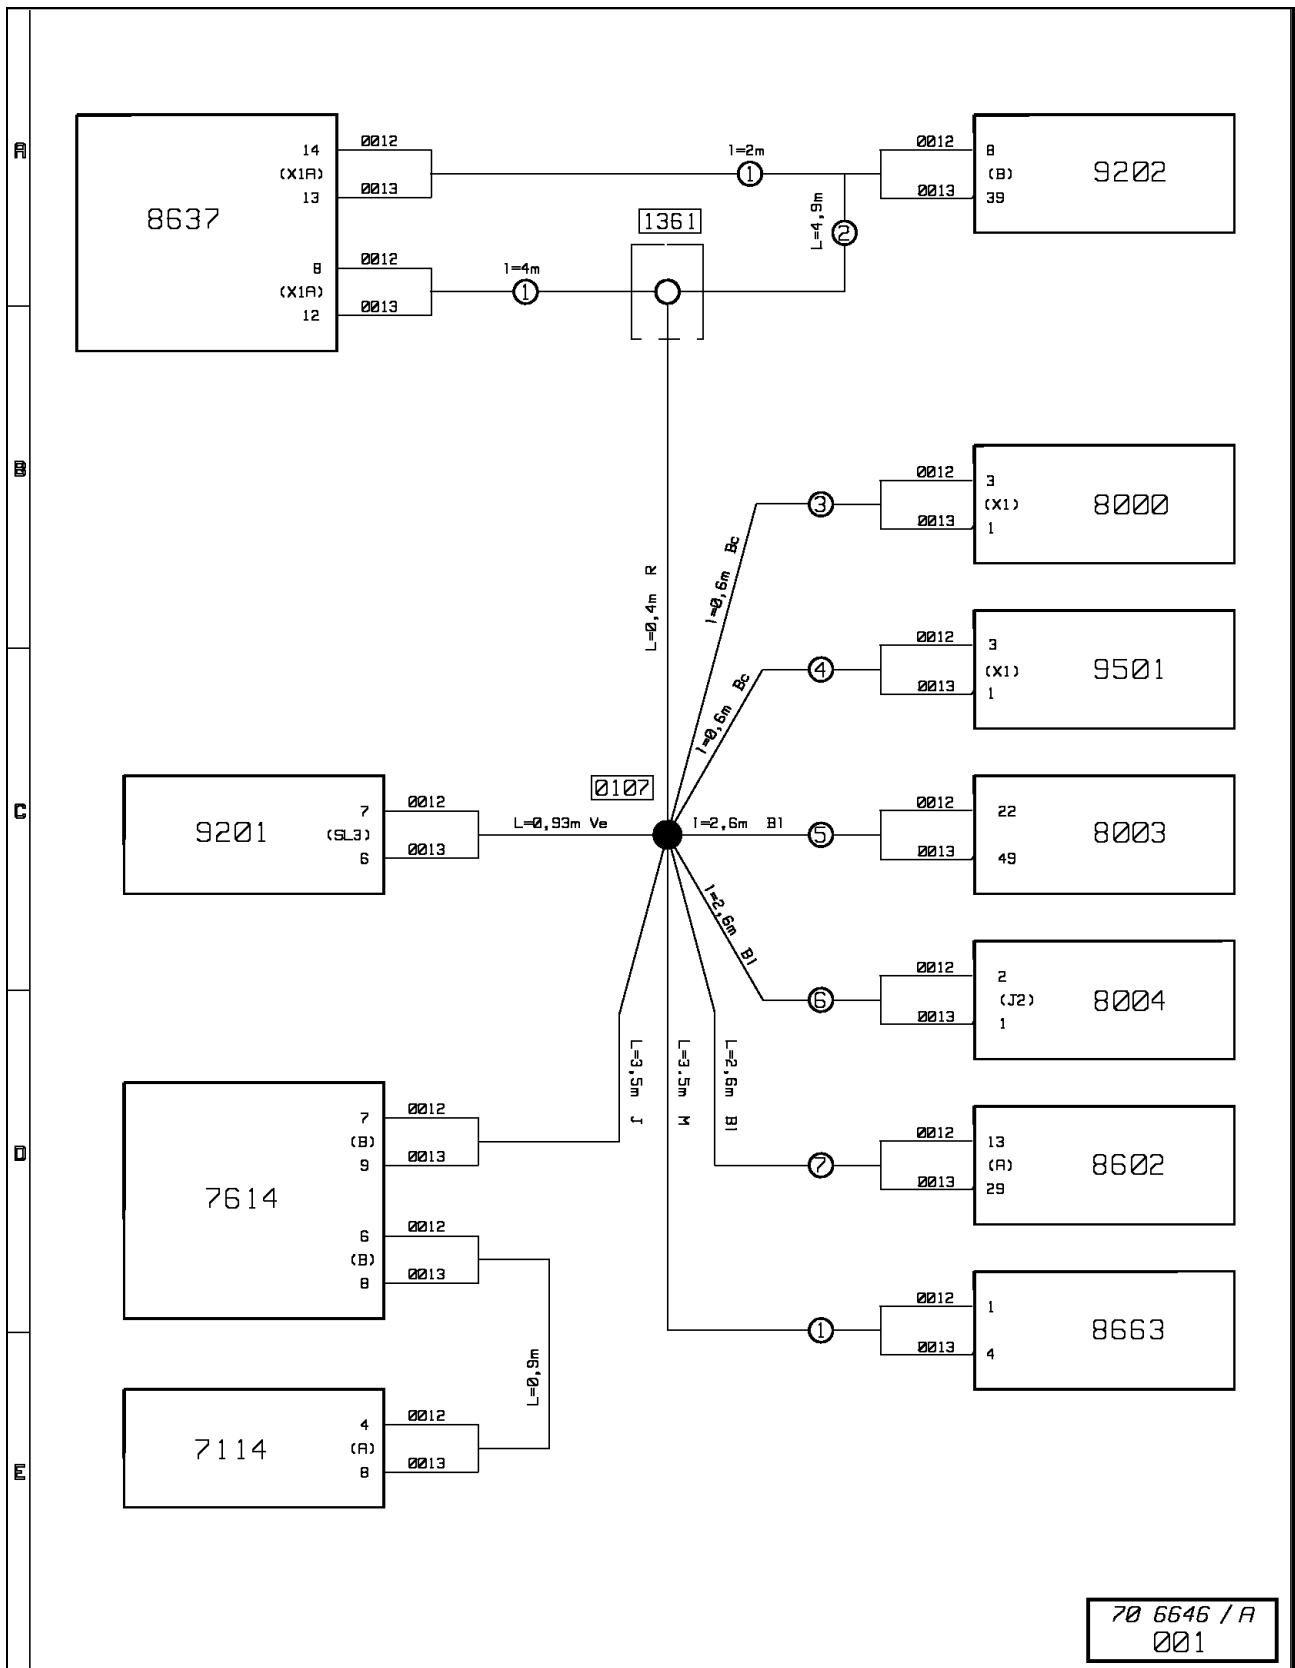 A
8637
14
(X1A)
13
0012
0013
8
(X1A)
12
0012
0013
l=2m
1
1361
l=4m
1
L=4,9m
2
0012
0013
8
(B)
39
9202
B
L=0,4m R
l=0,6m Bc
3
0012
0013
3
(X1)
1
8000
l=0,6m Bc
4
0012
0013
3
(X1)
1
9501
C
9201
7
(SL3)
6
0012
0013
L=0,93m Ve
0107
l=2,6m Bl
5
0012
0013
22
49
8003
l=2,6m Bl
6
0012
0013
2
(J2)
1
8004
D
7614
7
(B)
9
0012
0013
6
(B)
8
0012
0013
L=3,5m J
L=3,5m M
L=2,6m Bl
7
0012
0013
13
(A)
29
8602
1
0012
0013
1
4
8663
E
L=0,9m
7114
4
(A)
8
0012
0013
70 6646 / A
001